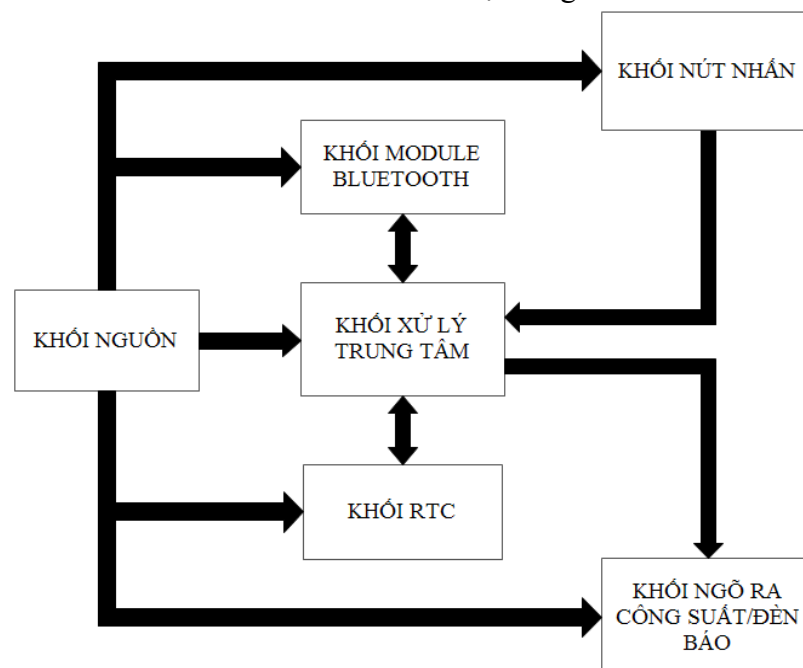 KHỐI NÚT NHẤN
KHỐI MODULE
BLUETOOTH
KHỐI NGUỒN
KHỐI XỬ LÝ
TRUNG TÂM
KHỐI RTC
KHỐI NGÕ RA
CÔNG SUẤT/ĐÈN
BÁO